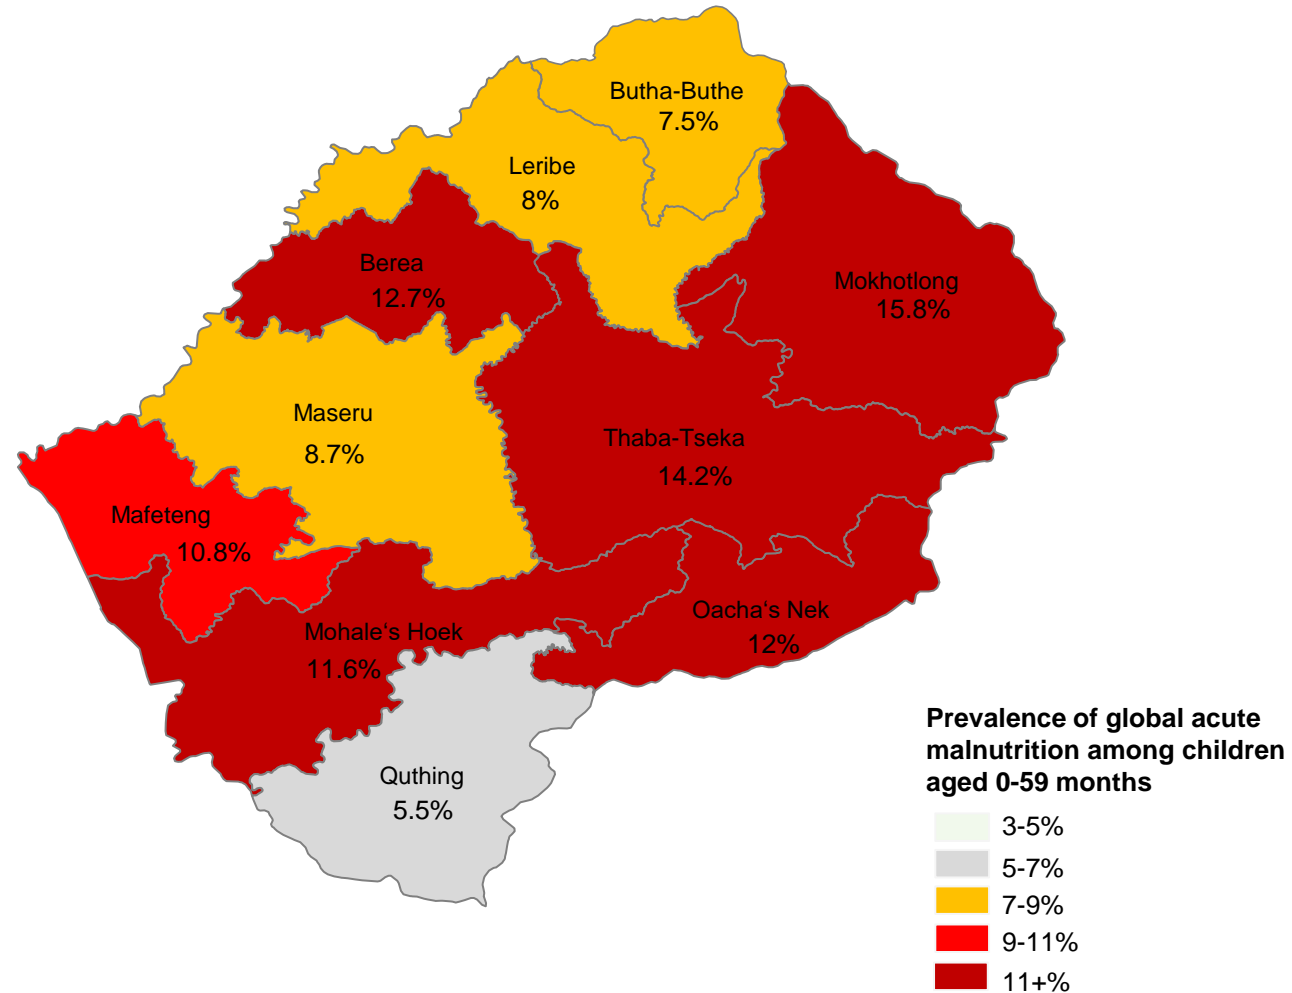 Butha-Buthe
7.5%
Leribe
8%
Berea
12.7%
Mokhotlong
15.8%
Maseru
8.7%
Thaba-Tseka
14.2%
Mafeteng
10.8%
Oacha‘s Nek
12%
Mohale‘s Hoek
11.6%
Quthing
5.5%
Prevalence of global acute
malnutrition among children
aged 0-59 months
3-5%
5-7%
7-9%
9-11%
11+%